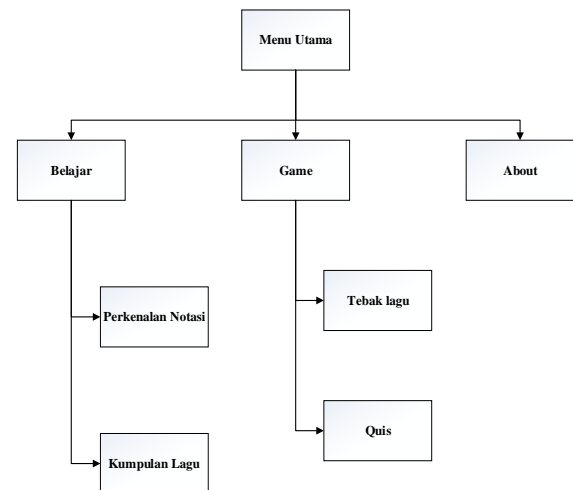 Menu Utama
Belajar
Game
About
Perkenalan Notasi
Tebak lagu
Kumpulan Lagu
Quis